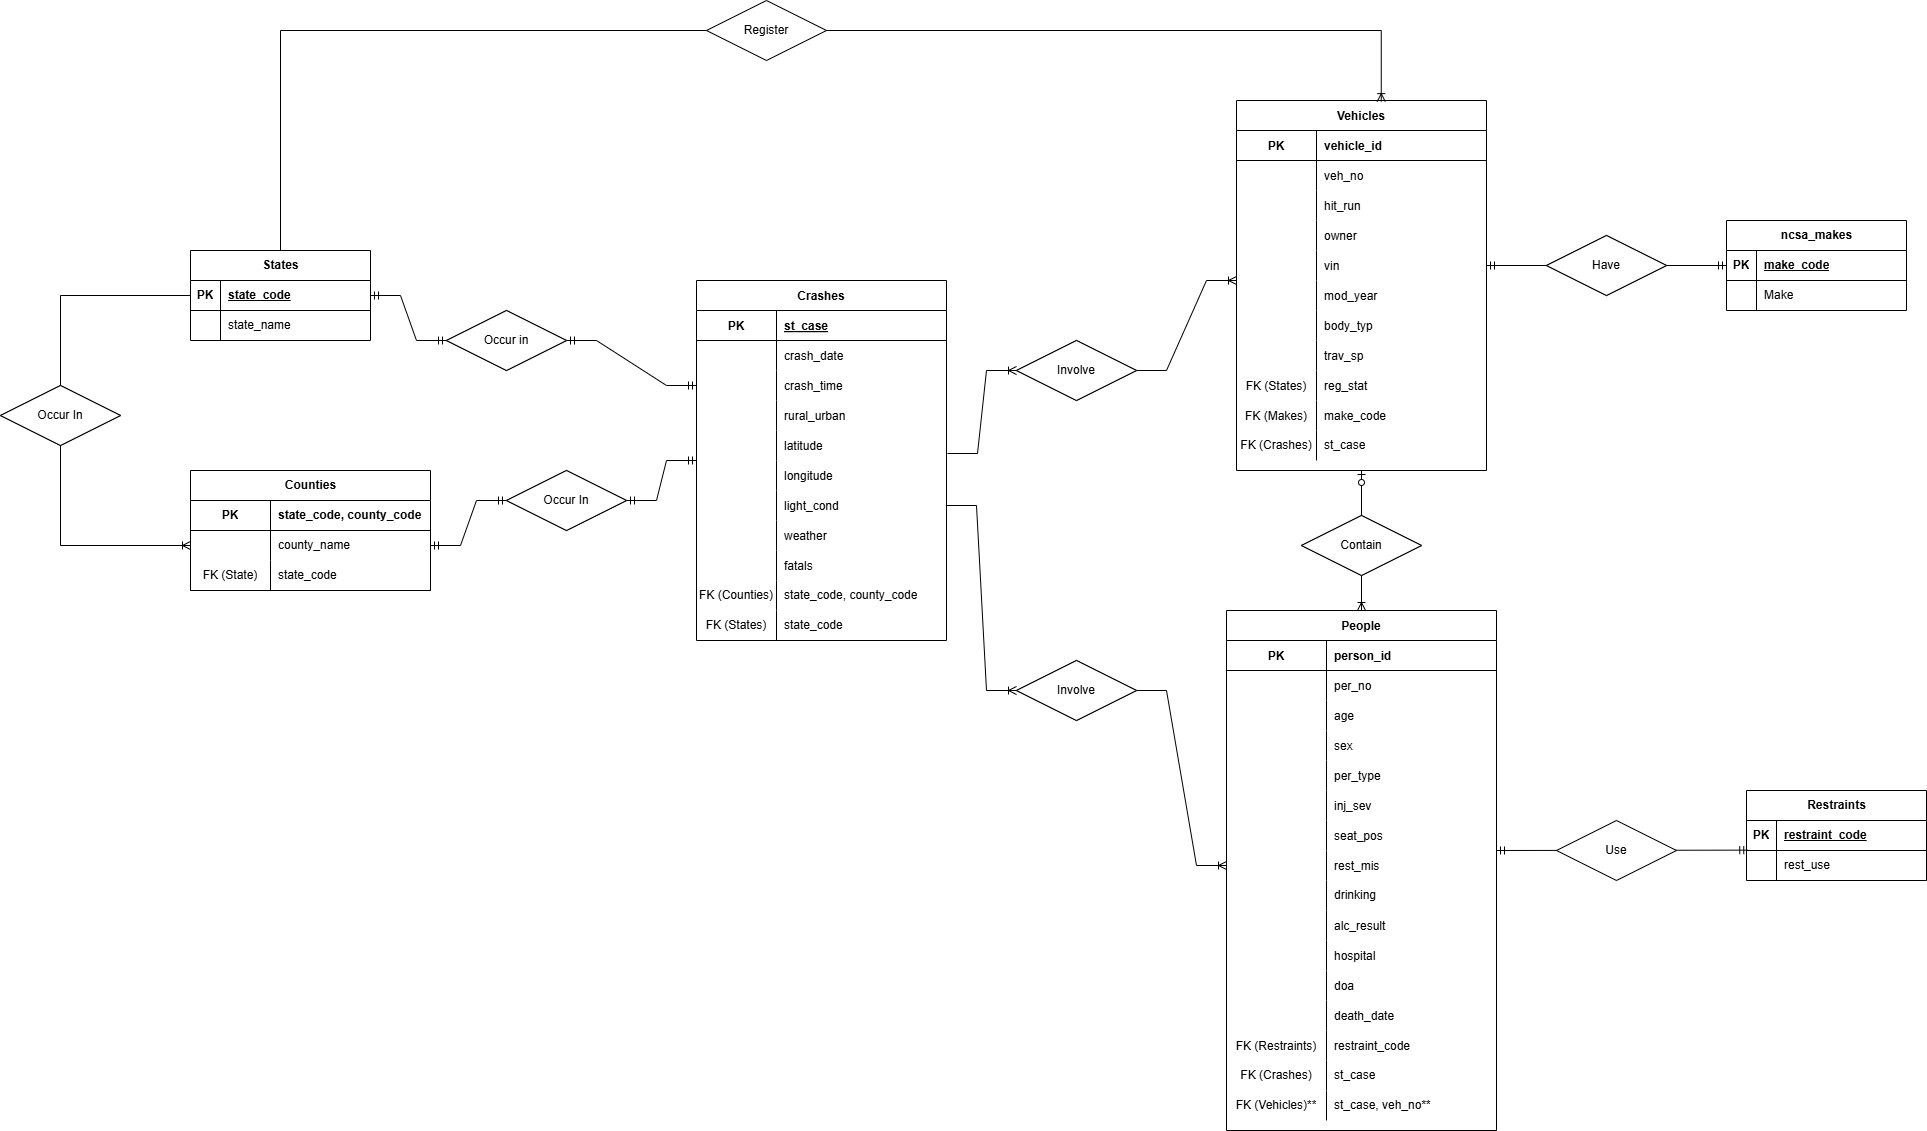 Register
Vehicles
PK vehicle_id
veh_no
hit_run
owner
vin
mod_year
body_typ
trav_sp
FK (States) reg_stat
FK (Makes) make_code
FK (Crashes) st_case
Have
ncsa_makes
PK make_code
Make
States
PK state_code
state_name
Occur in
Occur In
Counties
PK state_code, county_code
county_name
FK (State) state_code
Occur In
Crashes
PK st_case
crash_date
crash_time
rural_urban
latitude
longitude
light_cond
weather
fatals
FK (Counties) state_code, county_code
FK (States) state_code
Involve
Involve
Contain
People
PK person_id
per_no
age
sex
per_type
inj_sev
seat_pos
rest_mis
drinking
alc_result
hospital
doa
death_date
FK (Restraints) restraint_code
FK (Crashes) st_case
FK (Vehicles)** st_case, veh_no**
Use
Restraints
PK restraint_code
rest_use